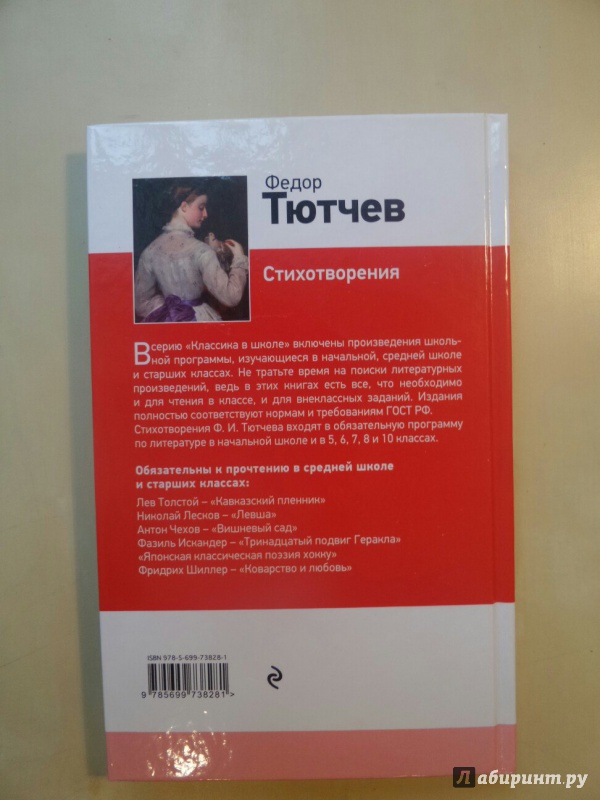 Федор
Тютчев
Стихотворения
В серию «Классика в школе» включены произведения школь-
ной программы, изучающиеся в начальной, средней школе
и старших классах. Не тратьте время на поиски литературных
произведений, ведь в этих книгах есть все, что необходимо
и для чтения в классе, и для внеклассных заданий. Издания
полностью соответствуют нормам и требованиям ГОСТ РФ.
Стихотворения Ф. И. Тютчева входят в обязательную программу
по литературе в начальной школе и в 5, 6, 7, 8 и 10 классах.
Обязательны к прочтению в средней школе
и старших классах:
Лев Толстой – «Кавказский пленник»
Николай Лесков – «Левша»
Антон Чехов – «Вишневый сад»
Фазиль Искандер – «Тринадцатый подвиг Геракла»
«Японская классическая поэзия хокку»
Фридрих Шиллер – «Коварство и любовь»
ISBN 978-5-699-73828-1
9 785699 738281 >
Лабиринт.ру